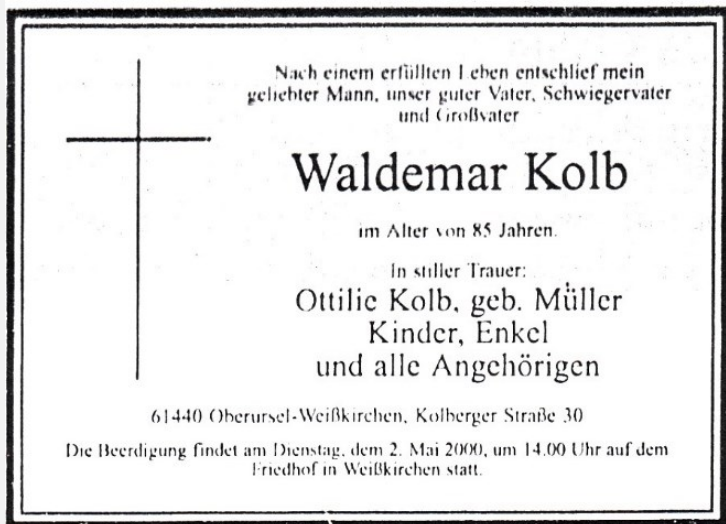 Nach einem erfüllten Leben entschlief mein
geliebter Mann, unser guter Vater, Schwiegervater
und Großvater
Waldemar Kolb
im Alter von 85 Jahren.
In stiller Trauer:
Ottilie Kolb, geb. Müller
Kinder, Enkel
und alle Angehörigen
61440 Oberursel-Weißkirchen, Kolberger Straße 30
Die Beerdigung findet am Dienstag, dem 2. Mai 2000, um 14.00 Uhr auf dem
Friedhof in Weißkirchen statt.